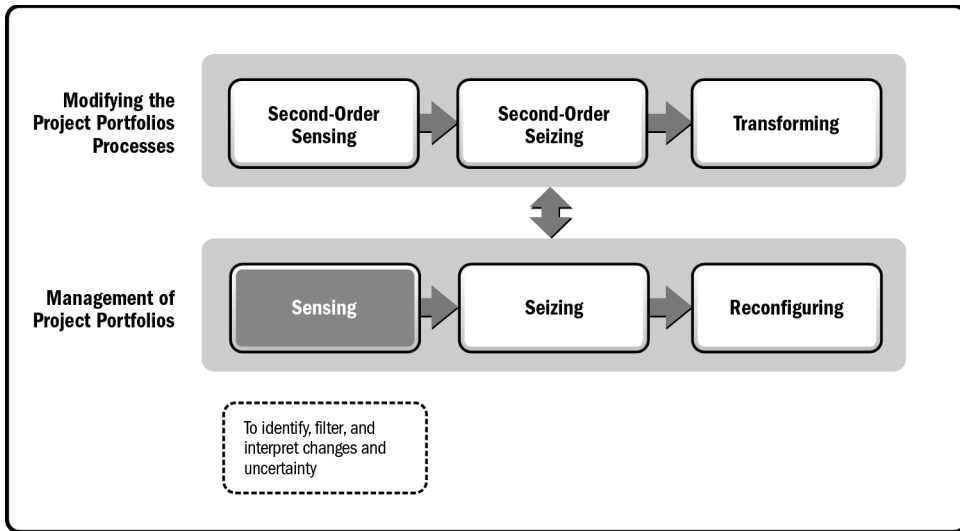 Modifying the
Project Portfolios
Processes
Second-Order
Sensing
Second-Order
Seizing
Transforming
Management of
Project Portfolios
Sensing
Seizing
Reconfiguring
To identify, filter, and
interpret changes and
uncertainty